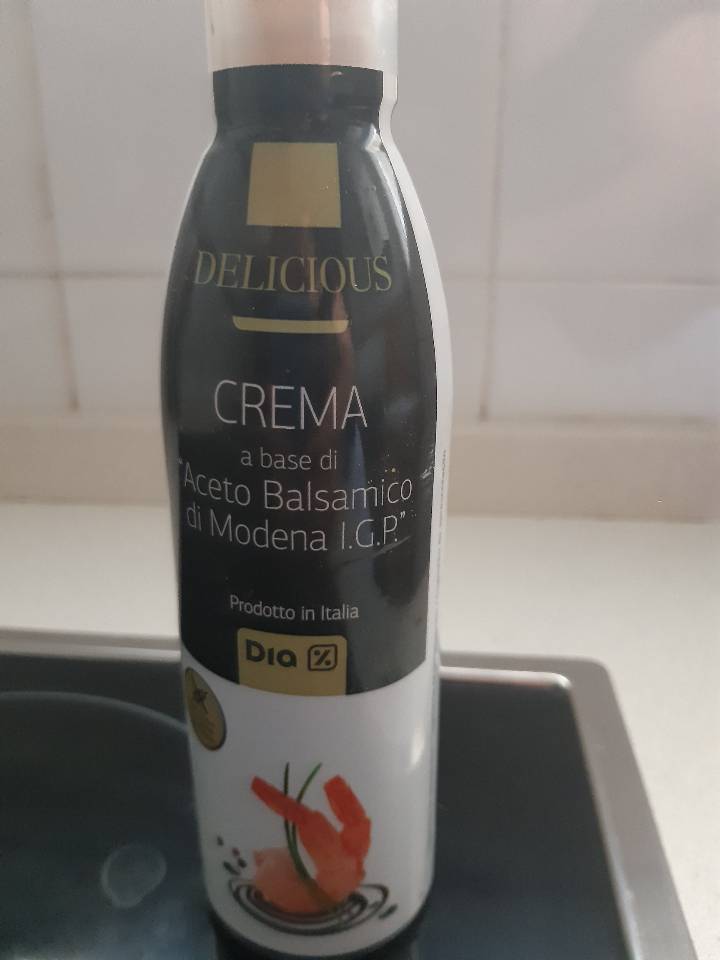 DELICIOUS
CREMA
a base di
"Aceto Balsamico
di Modena I.G.P."
Prodotto in Italia
Dia %